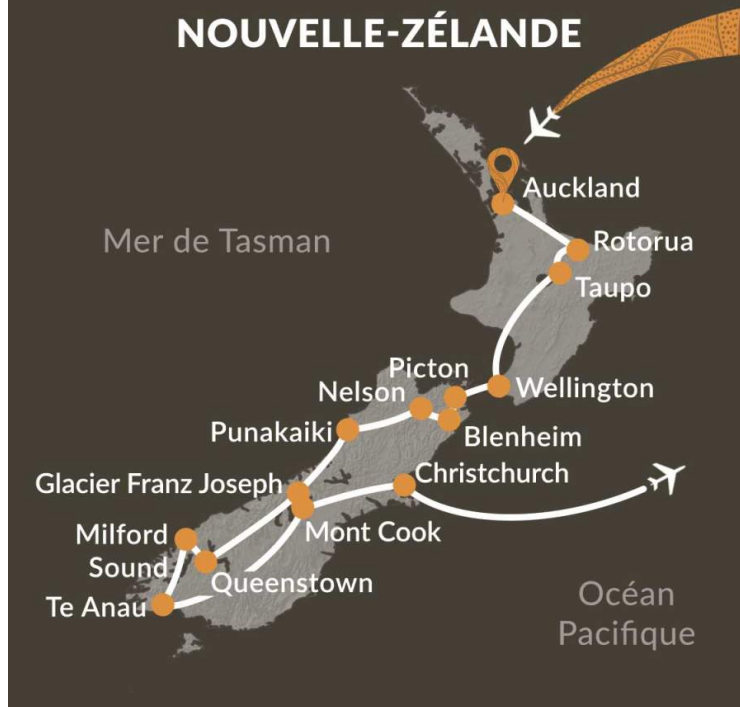 NOUVELLE-ZÉLANDE
Auckland
Mer de Tasman
Rotorua
Taupo
Picton
Nelson
Wellington
Punakaiki
Blenheim
Christchurch
Glacier Franz Joseph
Mont Cook
Milford
Sound
Queenstown
Te Anau
Océan
Pacifique